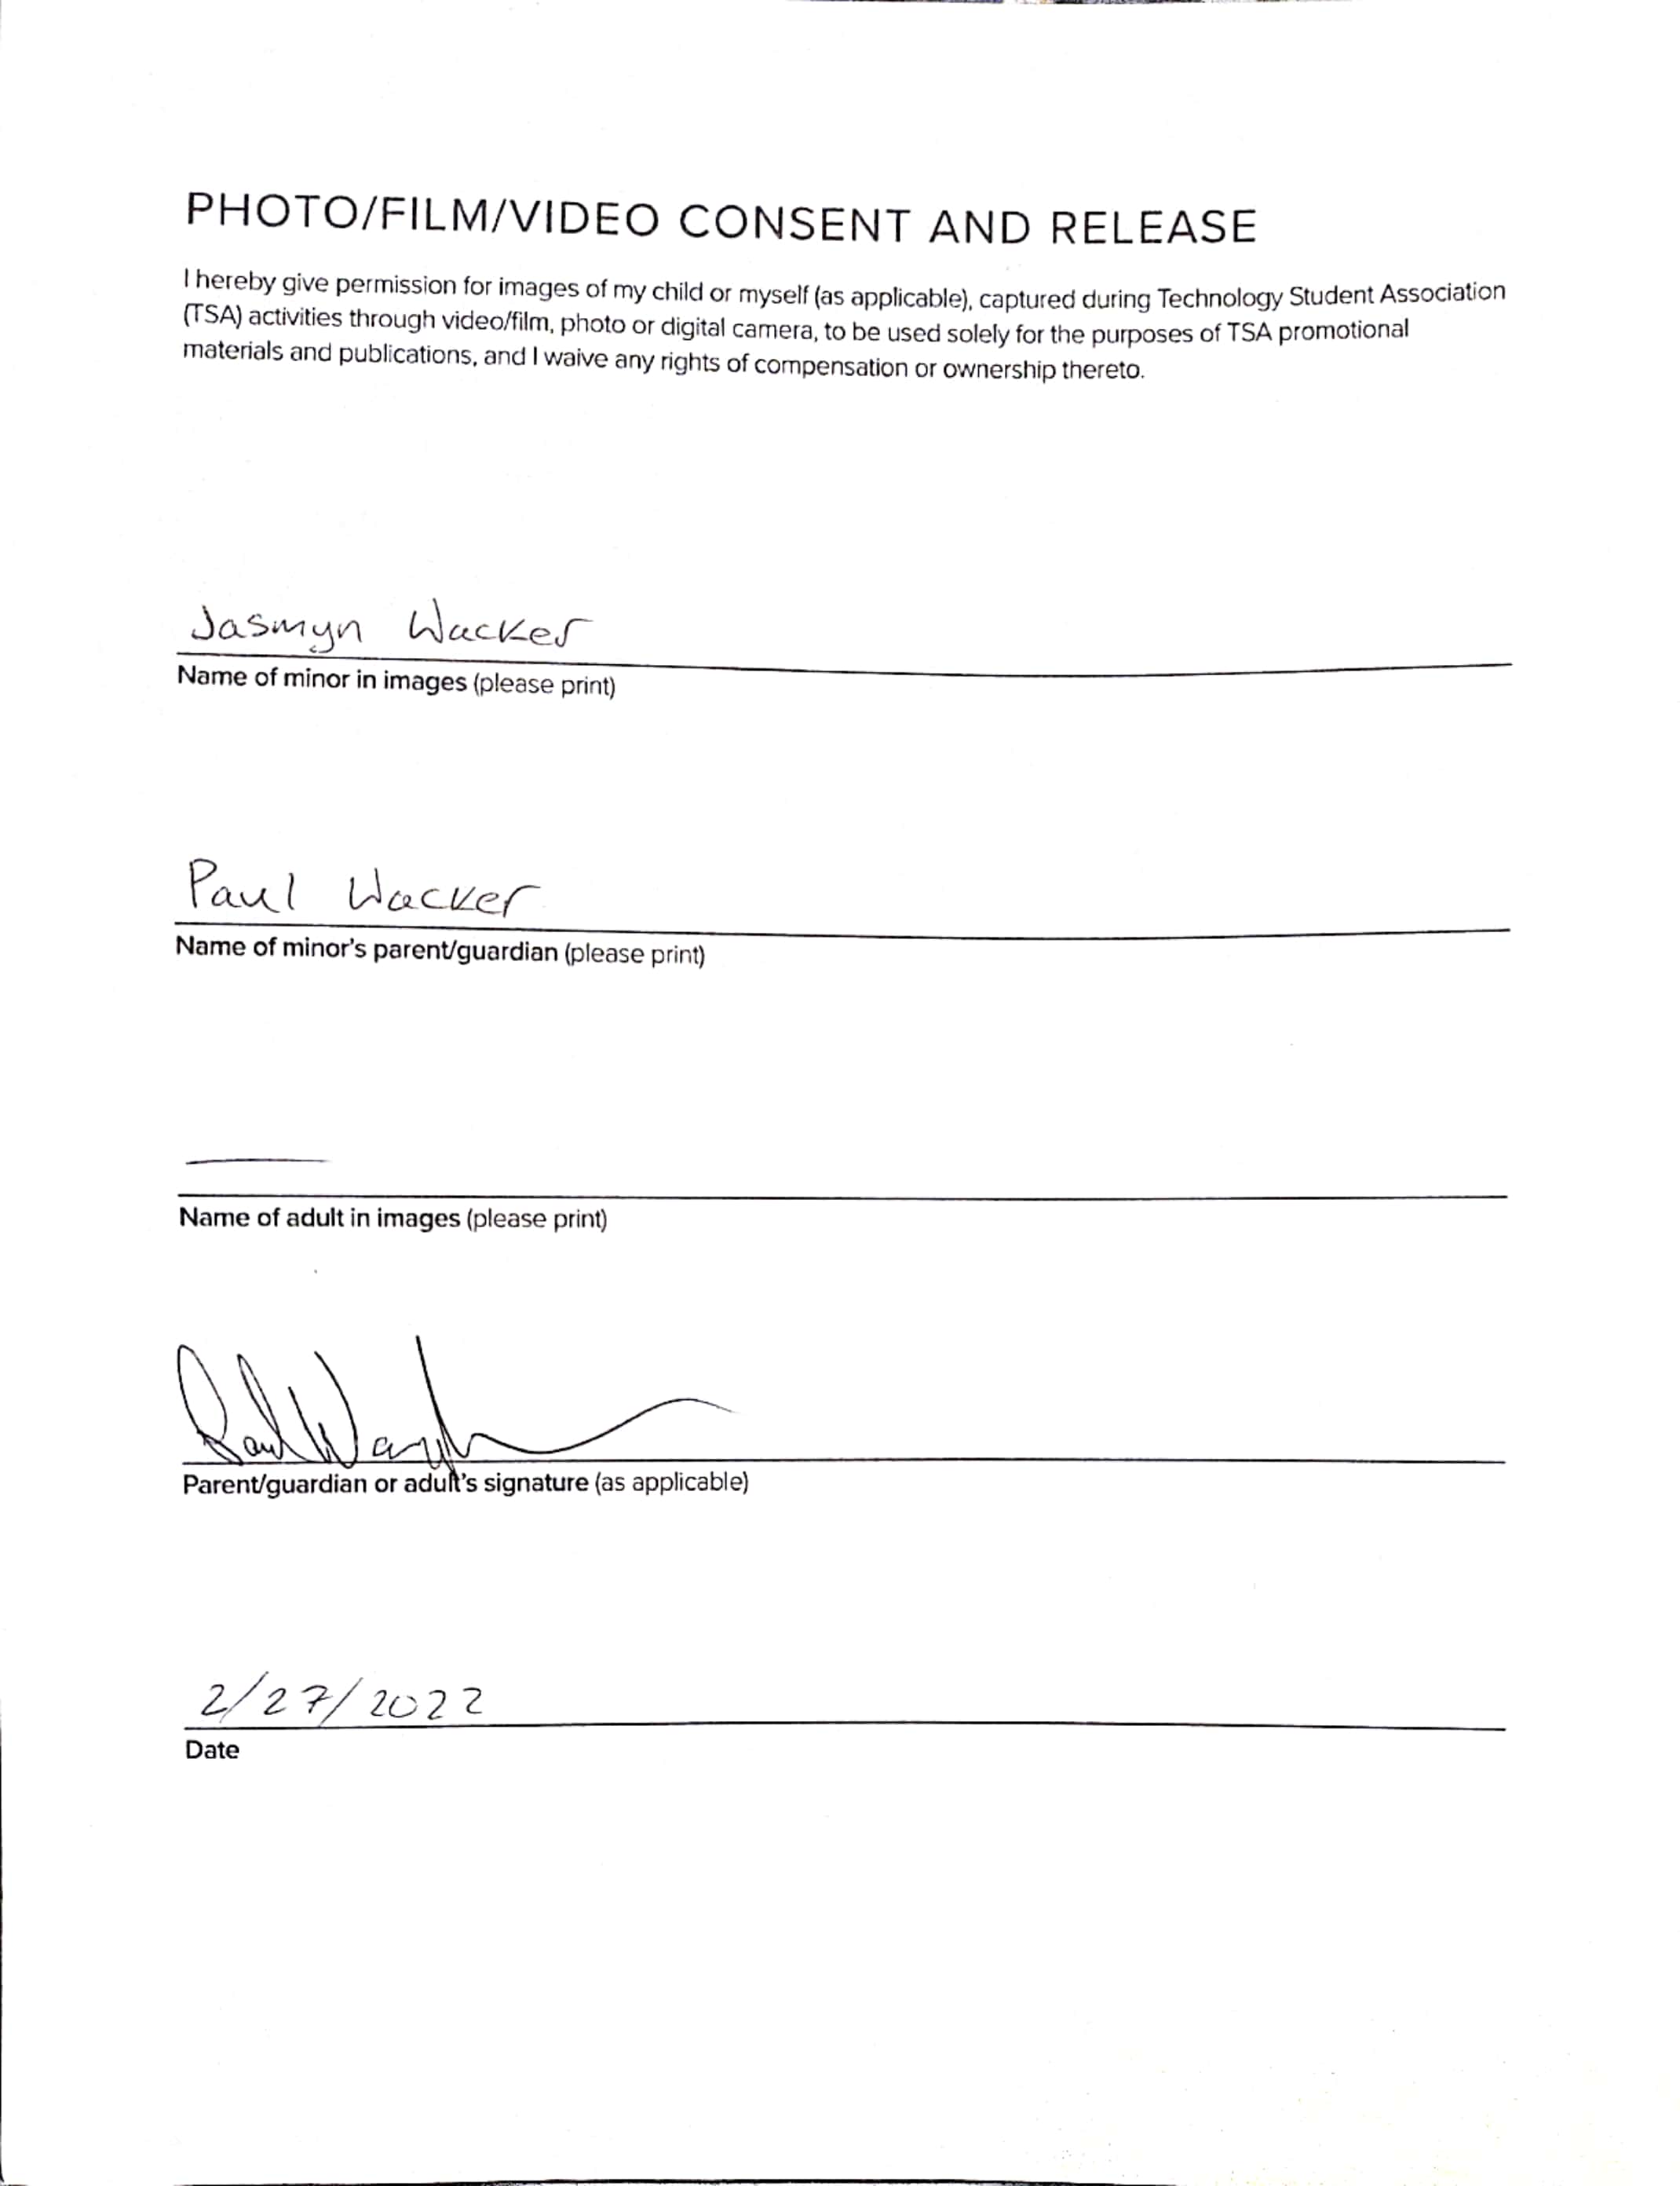 PHOTO/FILM/VIDEO CONSENT AND RELEASE
I hereby give permission for images of my child or myself (as applicable), captured during Technology Student Association
(TSA) activities through video/film, photo or digital camera, to be used solely for the purposes of TSA promotional
materials and publications, and I waive any rights of compensation or ownership thereto.
Jasmyn Wacker
Name of minor in images (please print)
Paul Wacker
Name of minor's parent/guardian (please print)
Name of adult in images (please print)
Paul Wacker
Parent/guardian or adult's signature (as applicable)
2/27/2022
Date